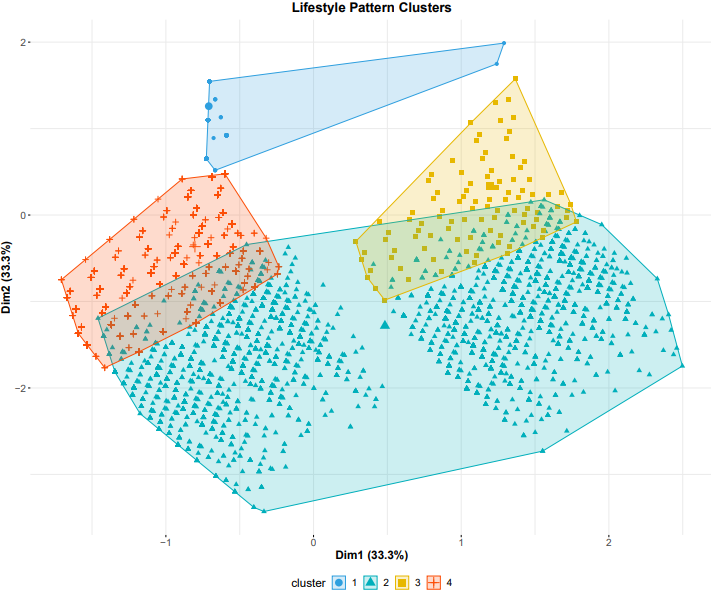 Lifestyle Pattern Clusters
Dim2 (33.3%)
2
0
−2
−1
0
1
2
Dim1 (33.3%)
cluster 1 2 3 4